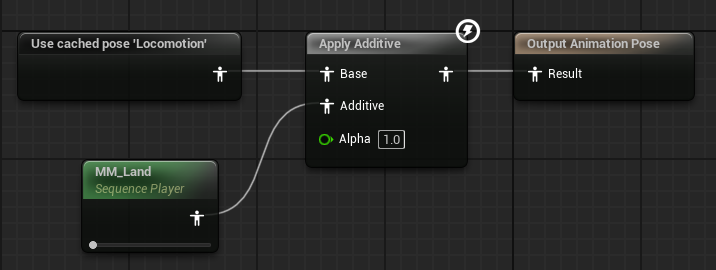 Use cached pose 'Locomotion'
Apply Additive
Base
Additive
Alpha 1.0
Output Animation Pose
Result
MM_Land
Sequence Player